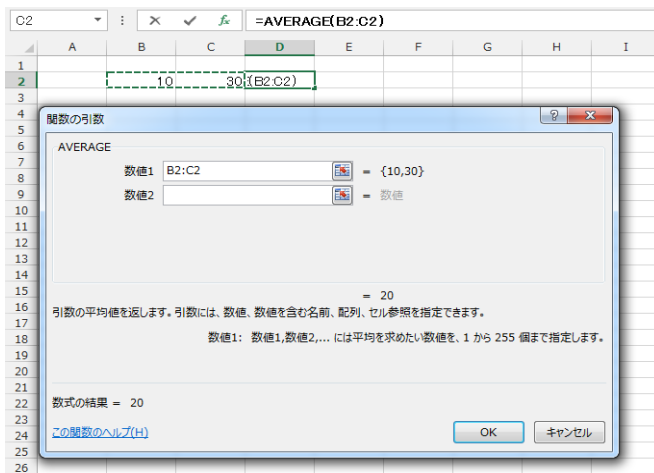 C2 fx =AVERAGE(B2:C2)
A B C D E F G H I
1
2 10 30 (B2:C2)
3
4
5
6
7
8
9
10
11
12
13
14
15
16
17
18
19
20
21
22
23
24
25
26
関数の引数 ?
AVERAGE
数値1 B2:C2 = {10,30}
数値2 = 数値
= 20
引数の平均値を返します。引数には、数値、数値を含む名前、配列、セル参照を指定できます。
数値1: 数値1,数値2,... には平均を求めたい数値を、1 から 255 個まで指定します。
数式の結果 = 20
この関数のヘルプ(H) OK キャンセル